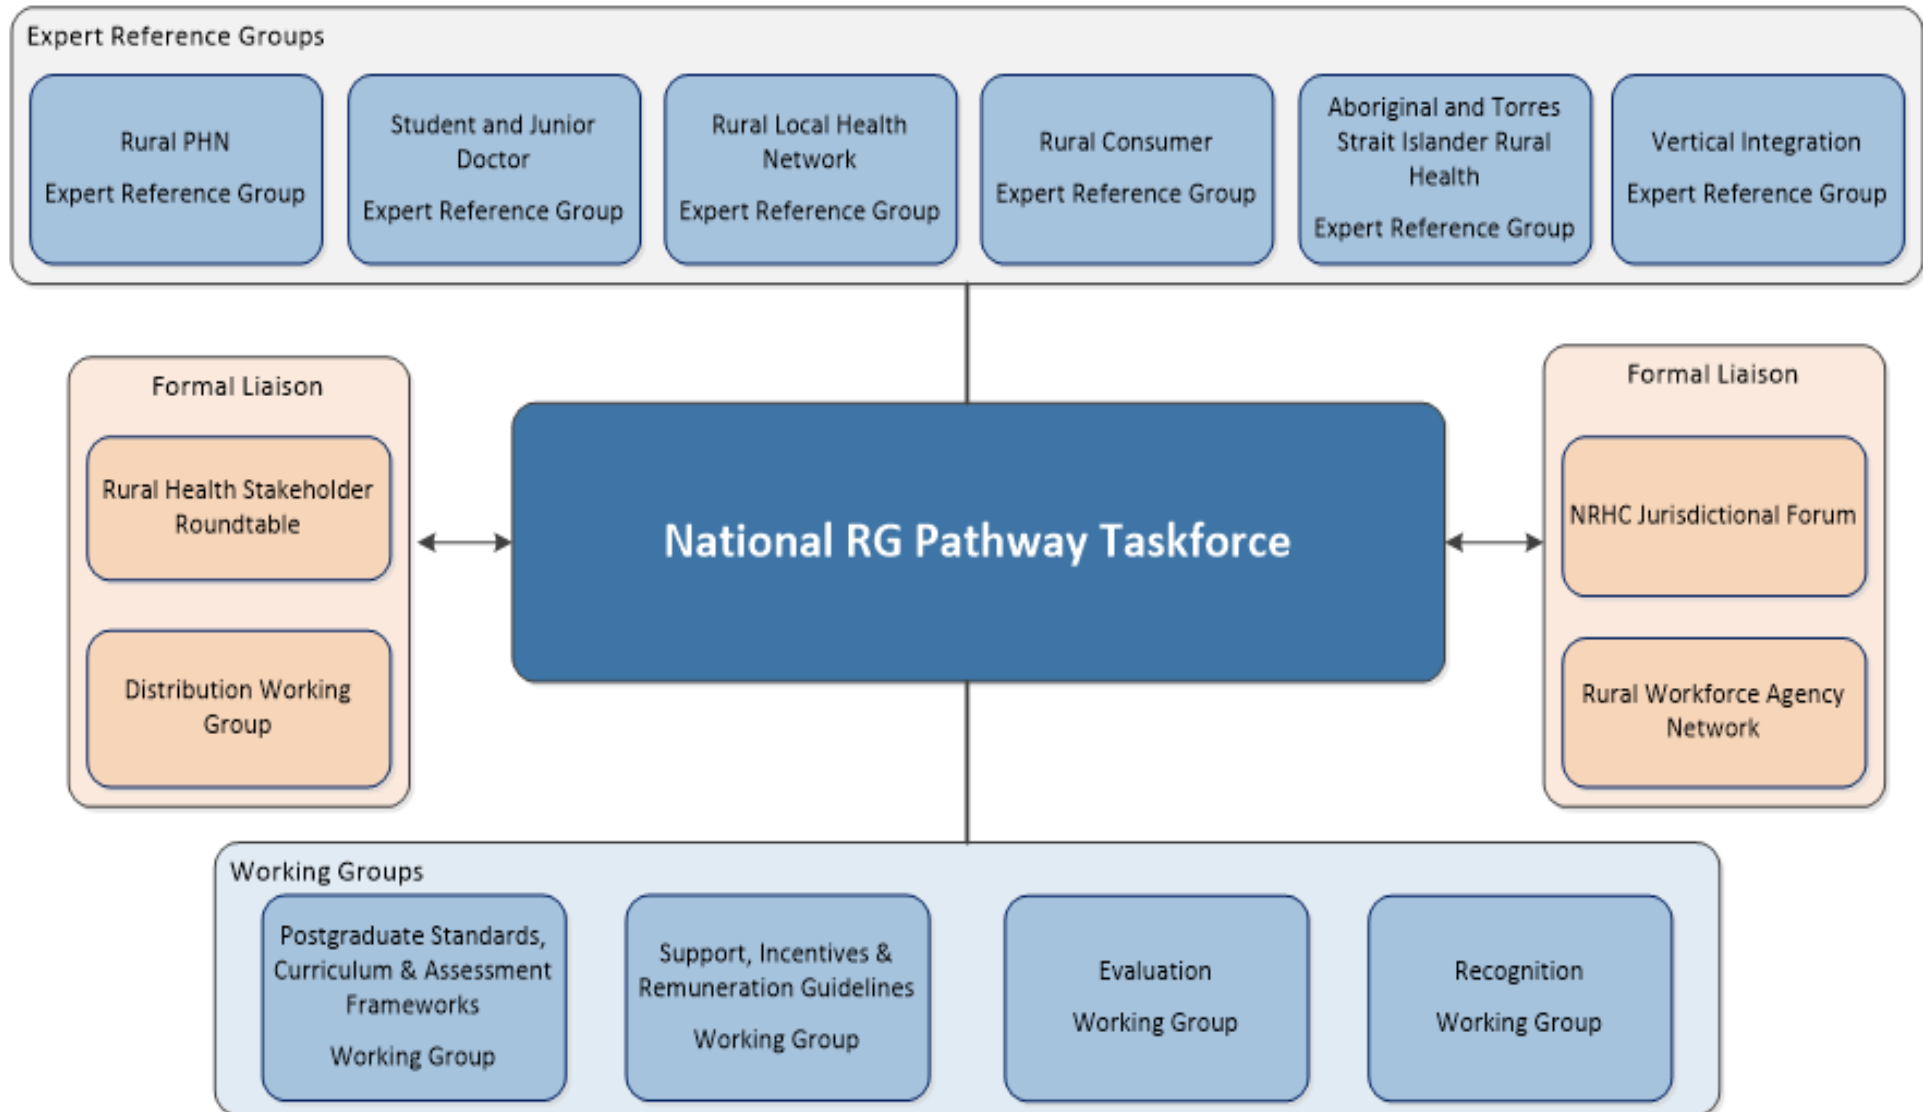 Expert Reference Groups
Rural PHN
Expert Reference Group
Student and Junior
Doctor
Expert Reference Group
Rural Local Health
Network
Expert Reference Group
Rural Consumer
Expert Reference Group
Aboriginal and Torres
Strait Islander Rural
Health
Expert Reference Group
Vertical Integration
Expert Reference Group
Formal Liaison
Rural Health Stakeholder
Roundtable
Distribution Working
Group
National RG Pathway Taskforce
Formal Liaison
NRHC Jurisdictional Forum
Rural Workforce Agency
Network
Working Groups
Postgraduate Standards,
Curriculum & Assessment
Frameworks
Working Group
Support, Incentives &
Remuneration Guidelines
Working Group
Evaluation
Working Group
Recognition
Working Group